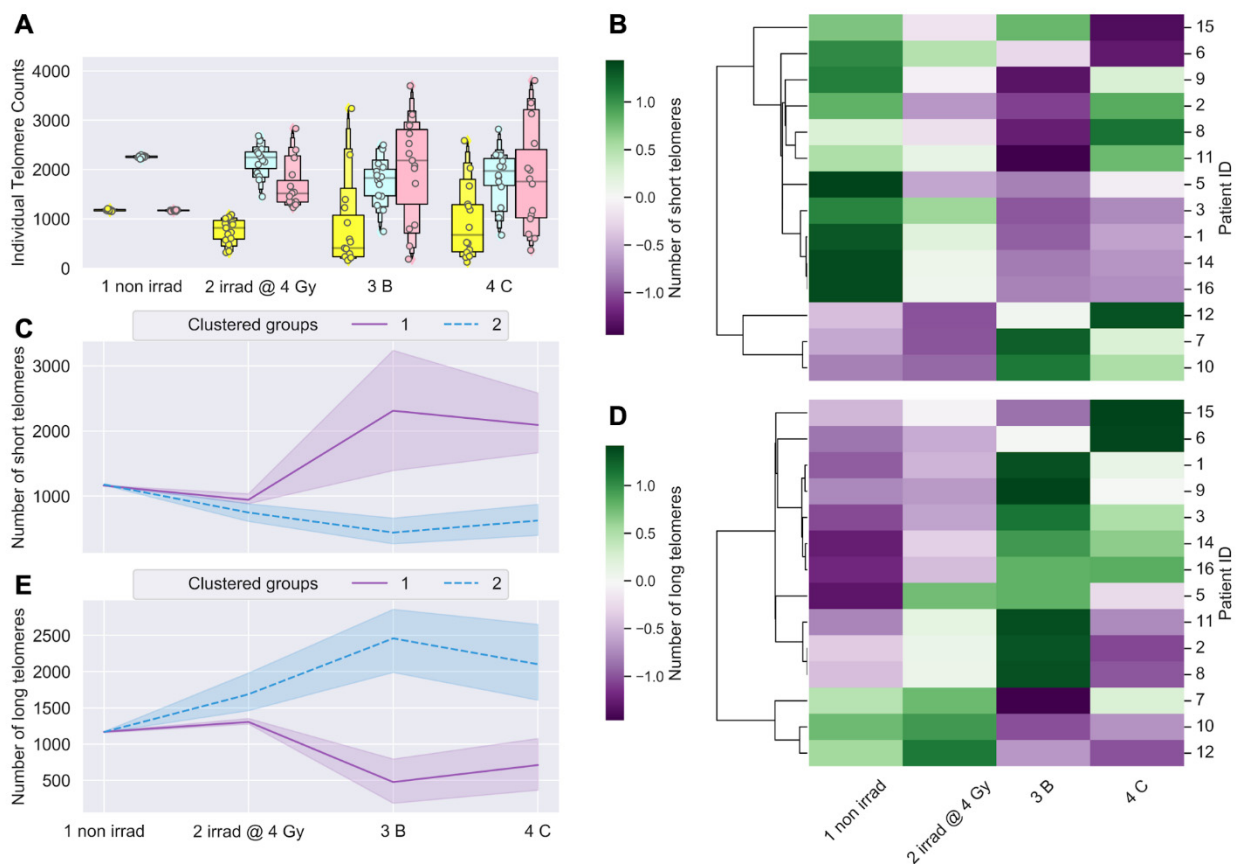 A
Individual Telomere Counts
4000
3000
2000
1000
0
1 non irrad
2 irrad @ 4 Gy
3 B
4 C
B
1.0
0.5
0.0
−0.5
−1.0
Number of short telomeres
15
6
9
2
8
11
5
3
1
14
16
12
7
10
Patient ID
C
Clustered groups 1 2
Number of short telomeres
3000
2000
1000
D
1.0
0.5
0.0
−0.5
−1.0
Number of long telomeres
15
6
1
9
3
14
16
5
11
2
8
7
10
12
Patient ID
1 non irrad
2 irrad @ 4 Gy
3 B
4 C
E
Clustered groups 1 2
Number of long telomeres
2500
2000
1500
1000
500
1 non irrad
2 irrad @ 4 Gy
3 B
4 C